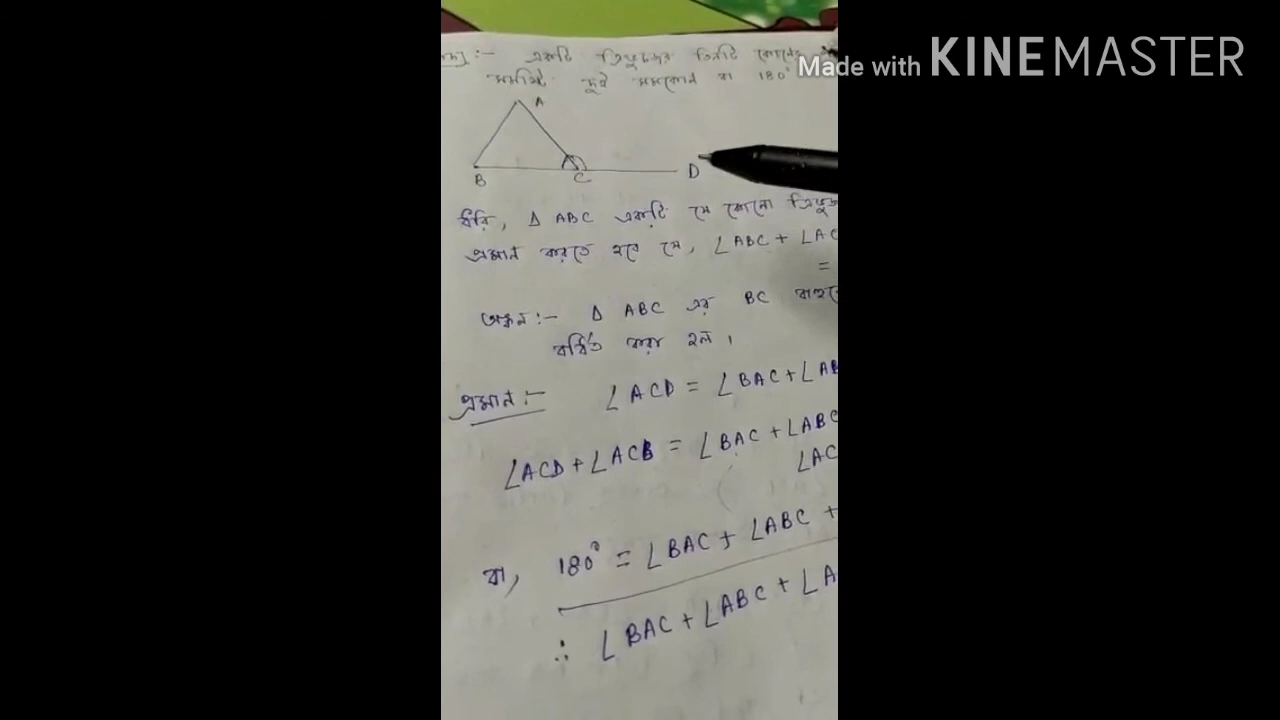 :- একটি ত্রিভুজের তিনটি কোনের
সমষ্টি দুই সমকোন বা 180°
Made with KINEMASTER
A
B C D
ধরি, Δ ABC একটি যে কোনো ত্রিভুজ
প্রমান করতে হবে যে, ∠ABC + ∠AC
=
অঙ্কন :- Δ ABC এর BC বাহুকে
বর্ধিত করা হল।
প্রমান :- ∠ACD = ∠BAC + ∠AB
∠ACD + ∠ACB = ∠BAC + ∠ABC
∠AC
বা, 180° = ∠BAC + ∠ABC +
∴ ∠BAC + ∠ABC + ∠A